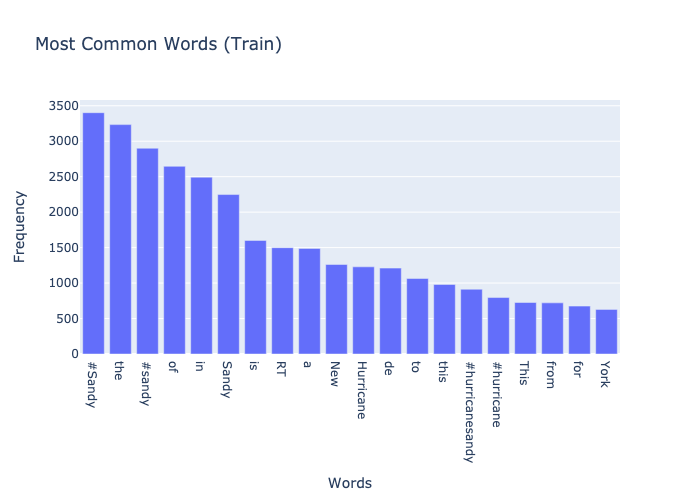 Most Common Words (Train)
Frequency
3500
3000
2500
2000
1500
1000
500
0
#Sandy
the
#sandy
of
in
Sandy
is
RT
a
New
Hurricane
de
to
this
#hurricanesandy
#hurricane
This
from
for
York
Words